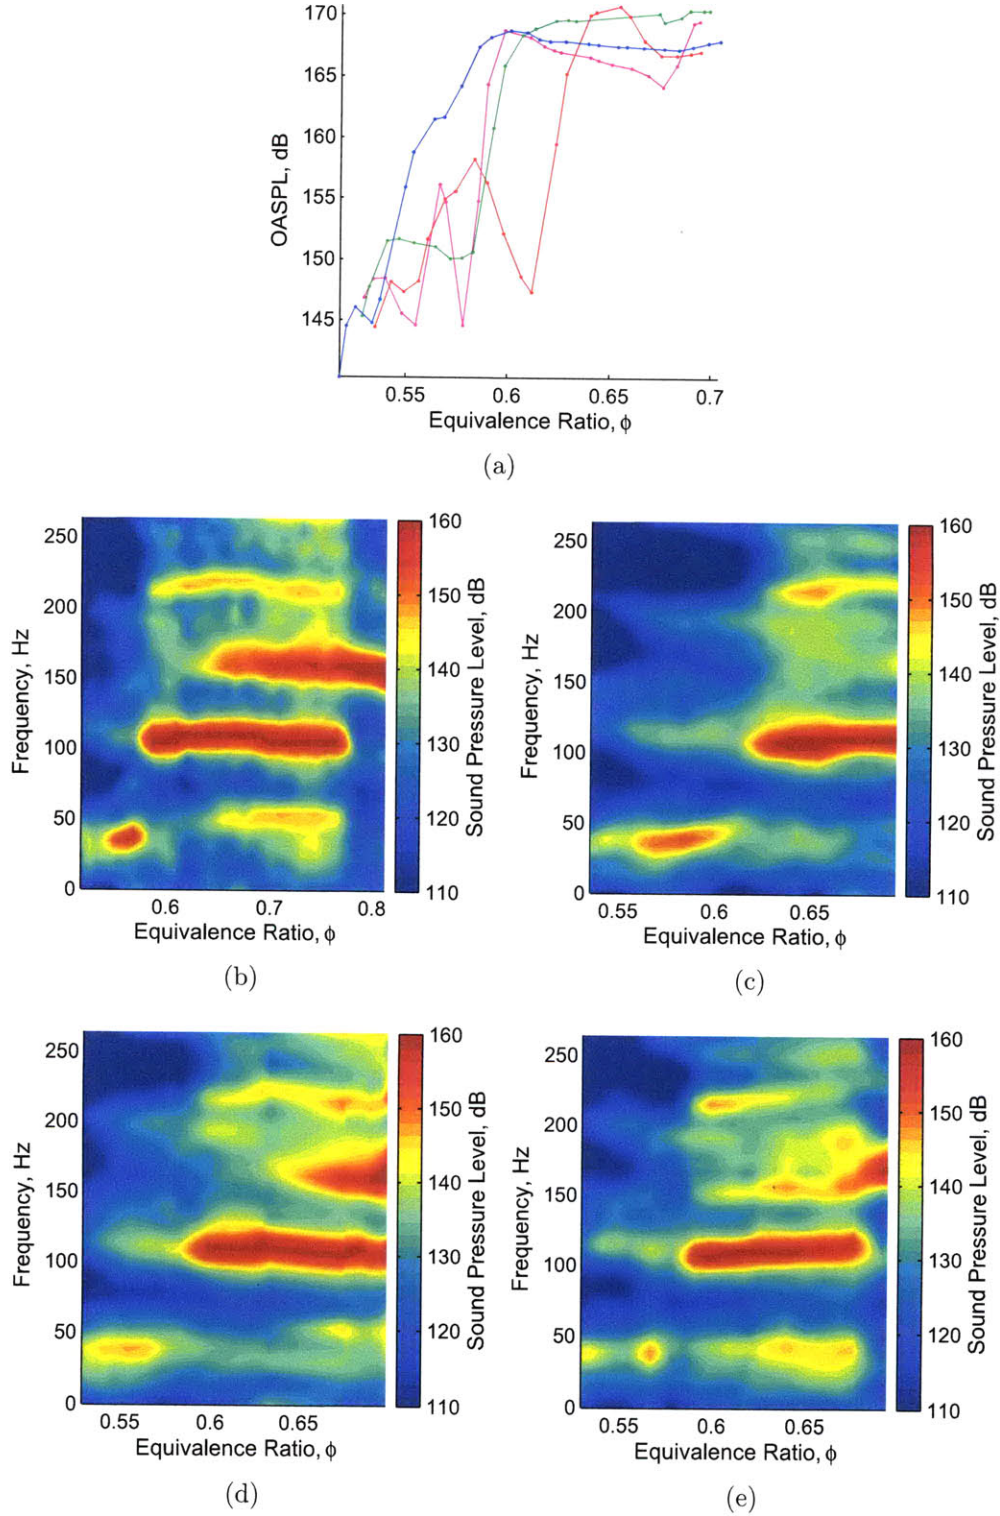 170
165
160
155
150
145
OASPL, dB
0.55 0.6 0.65 0.7
Equivalence Ratio, ϕ
(a)
250
200
150
100
50
0
Frequency, Hz
0.6 0.7 0.8
Equivalence Ratio, ϕ
160
150
140
130
120
110
Sound Pressure Level, dB
(b)
250
200
150
100
50
0
Frequency, Hz
0.55 0.6 0.65
Equivalence Ratio, ϕ
160
150
140
130
120
110
Sound Pressure Level, dB
(c)
250
200
150
100
50
0
Frequency, Hz
0.55 0.6 0.65
Equivalence Ratio, ϕ
160
150
140
130
120
110
Sound Pressure Level, dB
(d)
250
200
150
100
50
0
Frequency, Hz
0.55 0.6 0.65
Equivalence Ratio, ϕ
160
150
140
130
120
110
Sound Pressure Level, dB
(e)